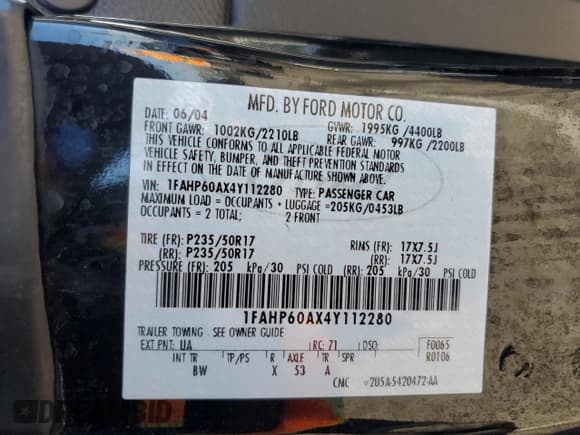 MFD. BY FORD MOTOR CO.
DATE: 06/04 GVWR: 1995KG /4400LB
FRONT GAWR: 1002KG/2210LB REAR GAWR: 997KG /2200LB
THIS VEHICLE CONFORMS TO ALL APPLICABLE FEDERAL MOTOR
VEHICLE SAFETY, BUMPER, AND THEFT PREVENTION STANDARDS
IN EFFECT ON THE DATE OF MANUFACTURE SHOWN ABOVE.
VIN: 1FAHP60AX4Y112280 TYPE: PASSENGER CAR
MAXIMUM LOAD = OCCUPANTS + LUGGAGE =205KG/0453LB
OCCUPANTS = 2 TOTAL; 2 FRONT
TIRE (FR): P235/50R17 RINS (FR): 17X7.5J
(RR): P235/50R17 (RR): 17X7.5J
PRESSURE (FR): 205 kPa/30 PSI COLD (RR): 205 kPa/30 PSI COLD
1FAHP60AX4Y112280
TRAILER TOWING - SEE OWNER GUIDE
EXT PNT: UA RC: 71 DSO: F0065
INT TR TP/PS R AXLE TR SPR R0106
BW X 53 A
CMC v2U5A-5420472-AA
DREAMBID